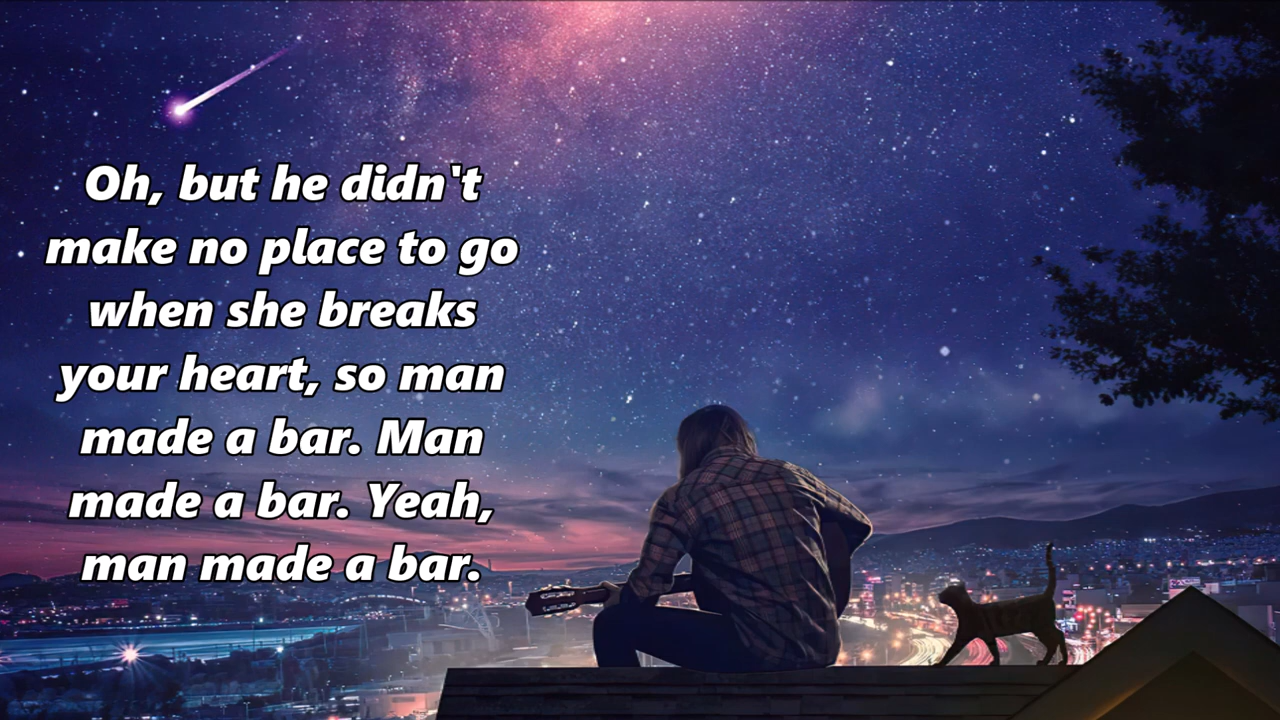 Oh, but he didn't
make no place to go
when she breaks
your heart, so man
made a bar. Man
made a bar. Yeah,
man made a bar.